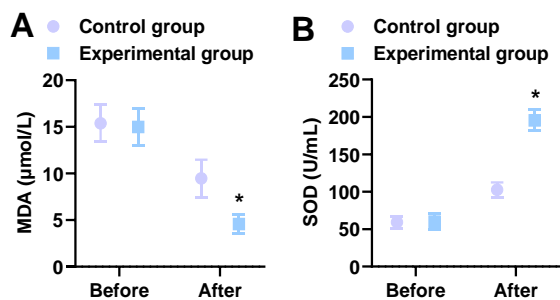 A
Control group
Experimental group
MDA (μmol/L)
20
15
10
5
0
*
Before
After
B
Control group
Experimental group
SOD (U/mL)
250
200
150
100
50
0
*
Before
After